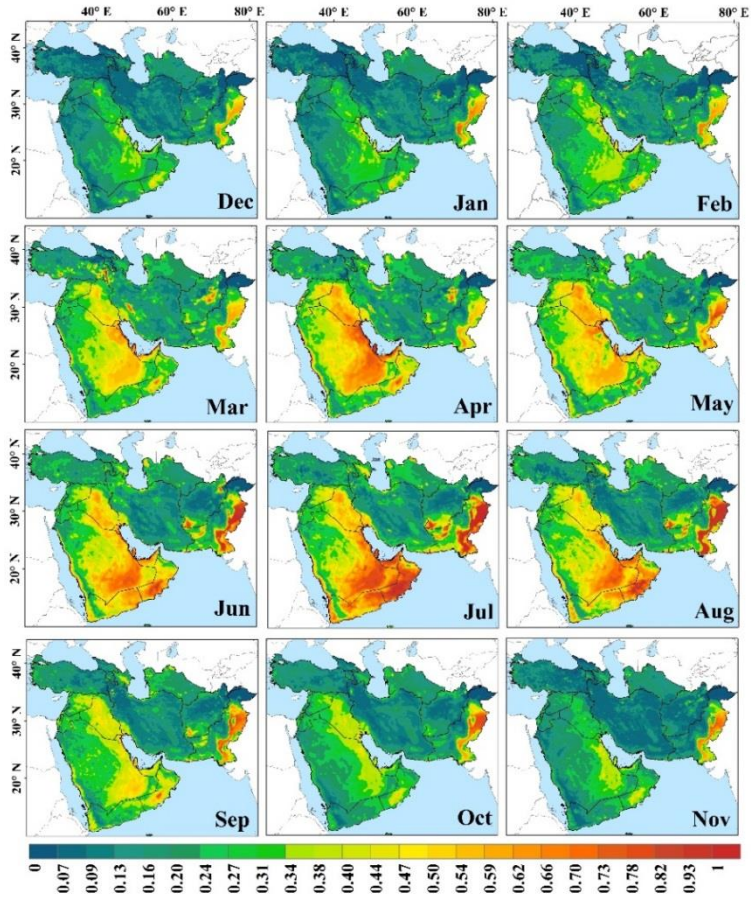 40° E 60° E 80° E 40° E 60° E 80° E 40° E 60° E 80° E
40° N
30° N
20° N
Dec Jan Feb
40° N
30° N
20° N
Mar Apr May
40° N
30° N
20° N
Jun Jul Aug
40° N
30° N
20° N
Sep Oct Nov
0 0.07 0.09 0.13 0.16 0.20 0.24 0.27 0.31 0.34 0.38 0.40 0.44 0.47 0.50 0.54 0.59 0.62 0.66 0.70 0.73 0.78 0.82 0.93 1